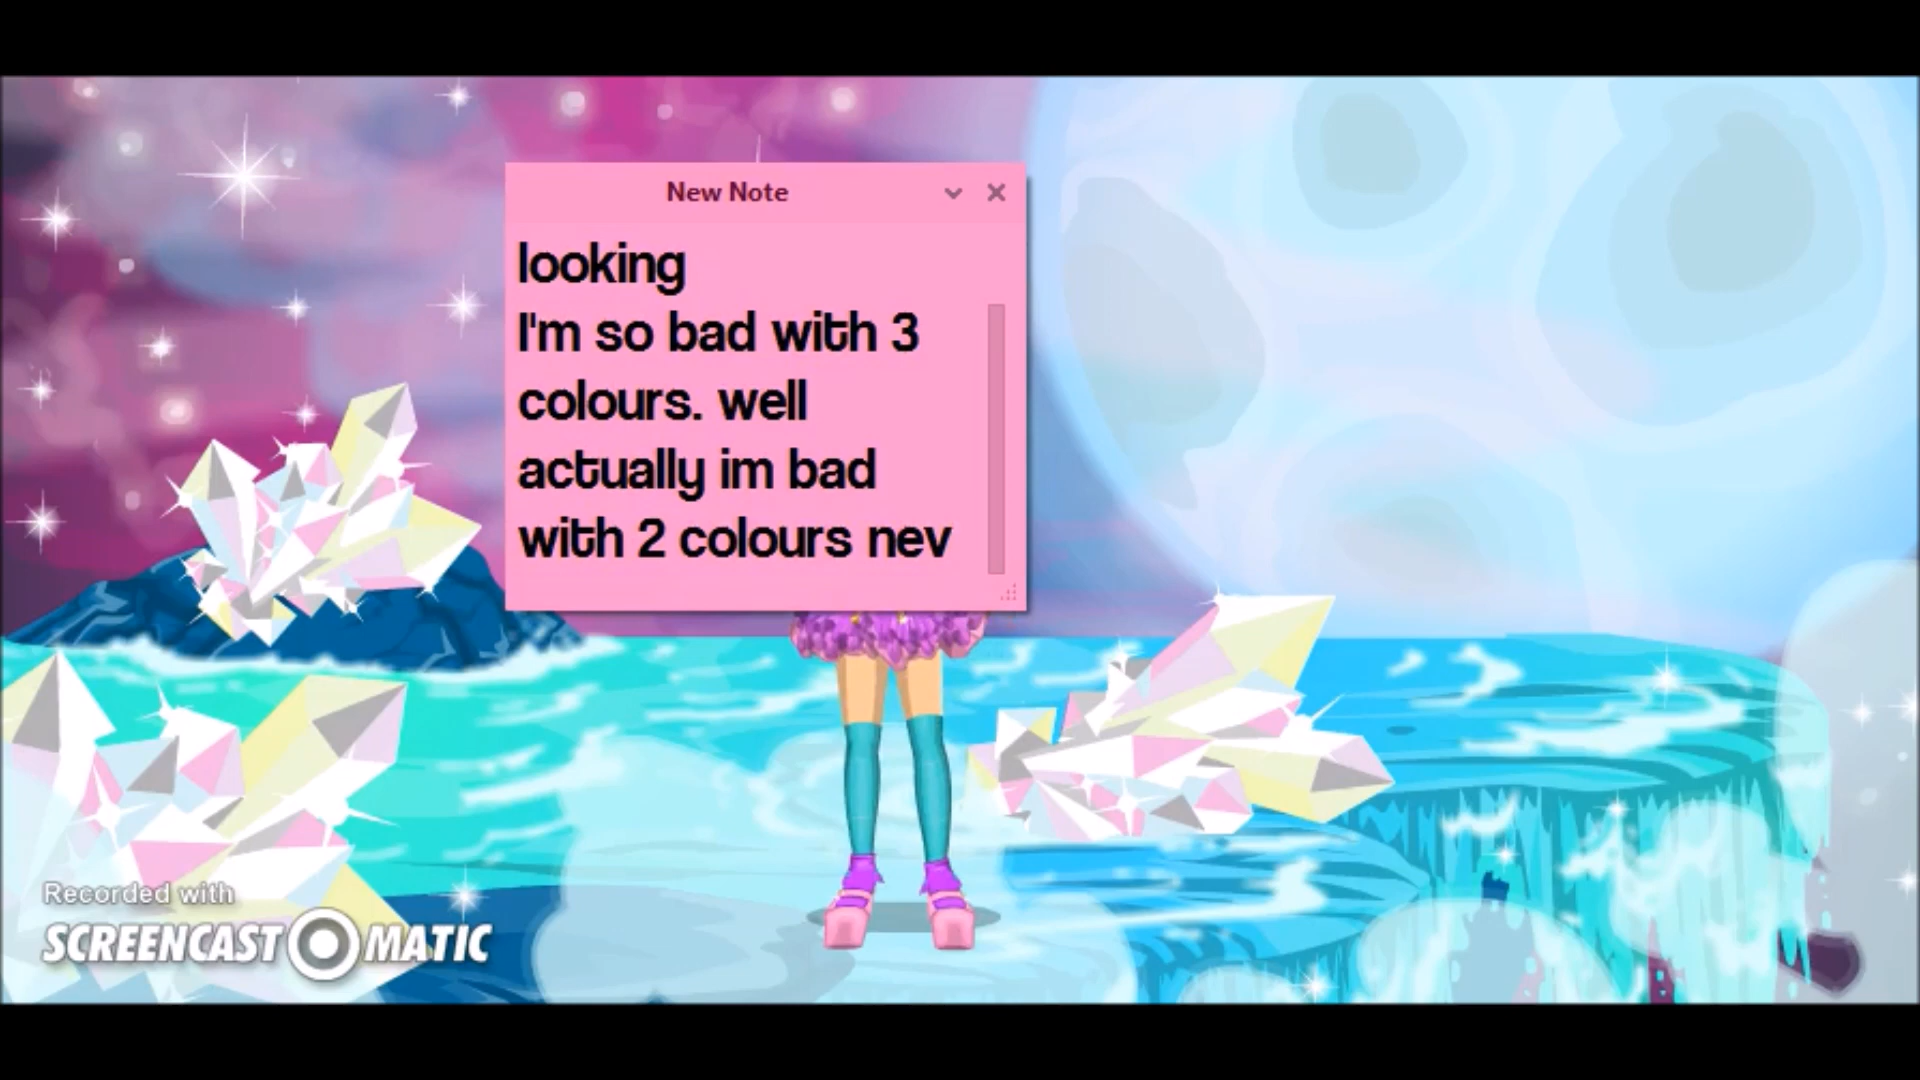 New Note
looking
I'm so bad with 3
colours. well
actually im bad
with 2 colours nev
Recorded with
SCREENCAST MATIC